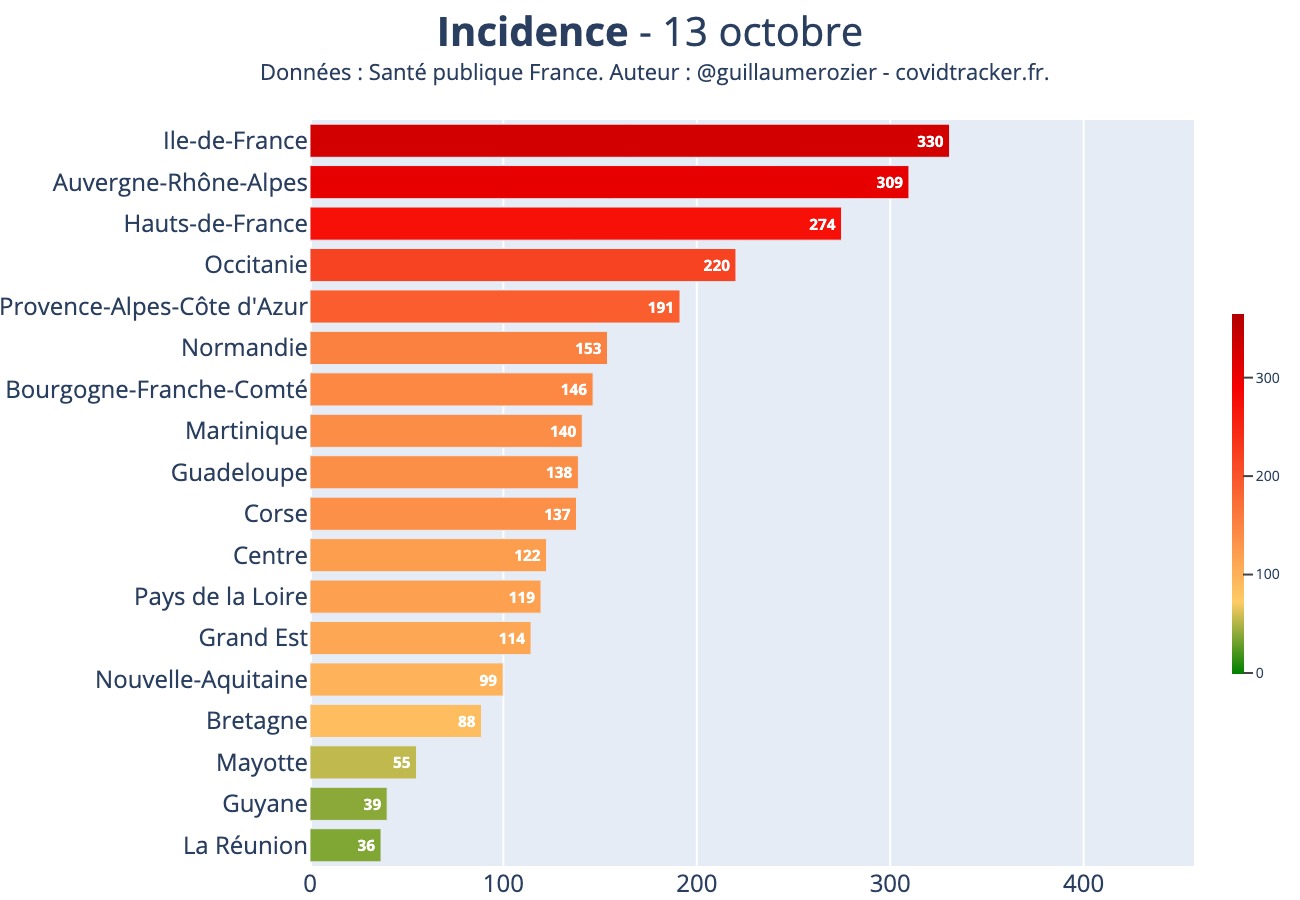 Incidence - 13 octobre
Données : Santé publique France. Auteur : @guillaumerozier - covidtracker.fr.
Ile-de-France 330
Auvergne-Rhône-Alpes 309
Hauts-de-France 274
Occitanie 220
Provence-Alpes-Côte d'Azur 191
Normandie 153
Bourgogne-Franche-Comté 146
Martinique 140
Guadeloupe 138
Corse 137
Centre 122
Pays de la Loire 119
Grand Est 114
Nouvelle-Aquitaine 99
Bretagne 88
Mayotte 55
Guyane 39
La Réunion 36
0 100 200 300 400
300
200
100
0